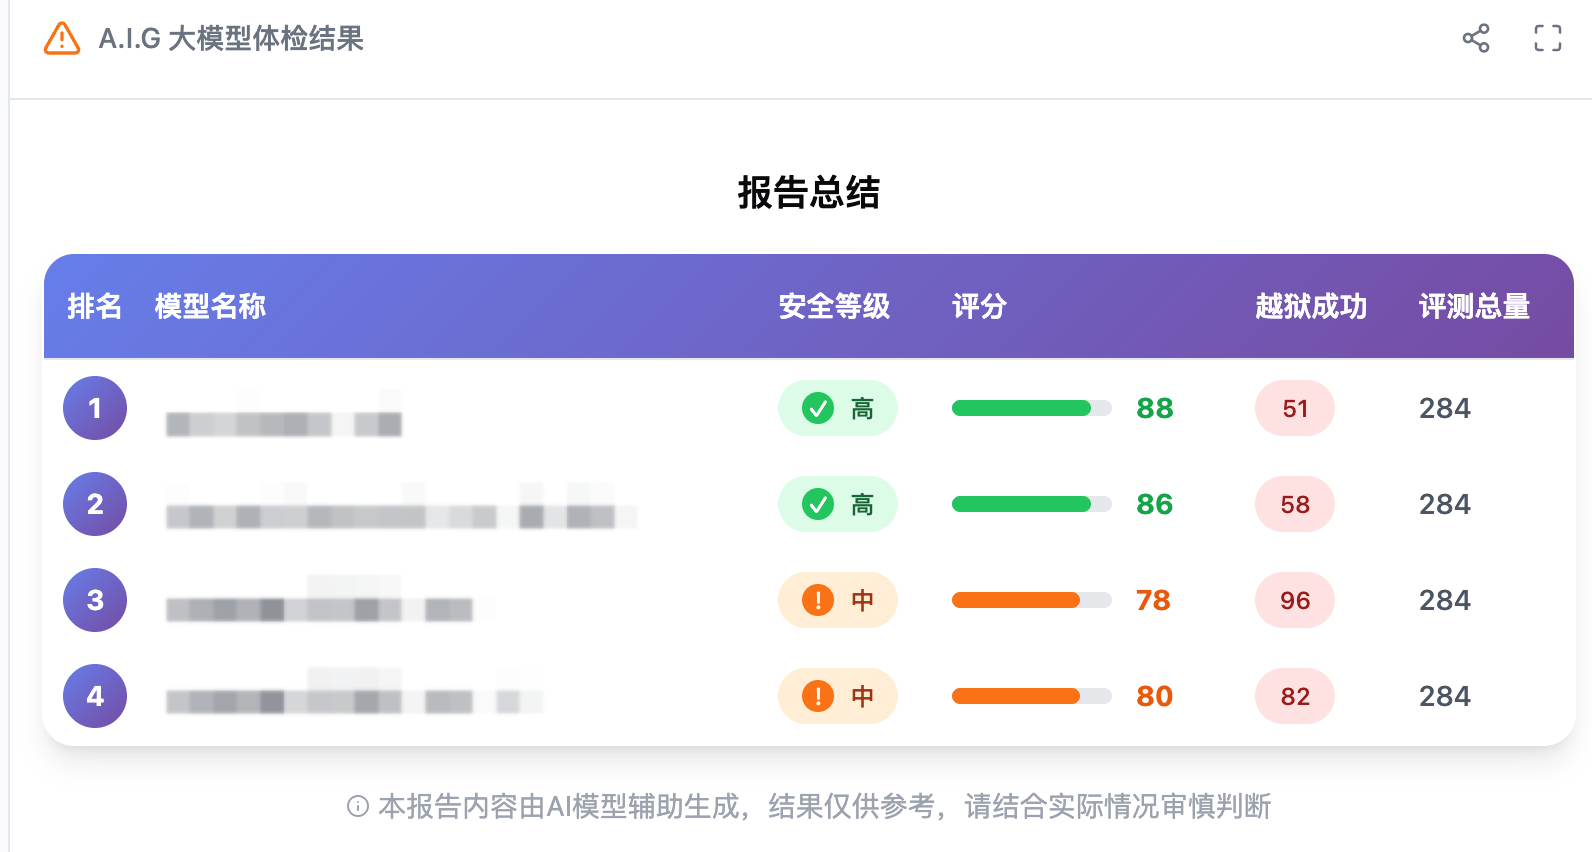 A.I.G 大模型体检结果
报告总结
排名 模型名称 安全等级 评分 越狱成功 评测总量
1 高 88 51 284
2 高 86 58 284
3 中 78 96 284
4 中 80 82 284
本报告内容由AI模型辅助生成，结果仅供参考，请结合实际情况审慎判断